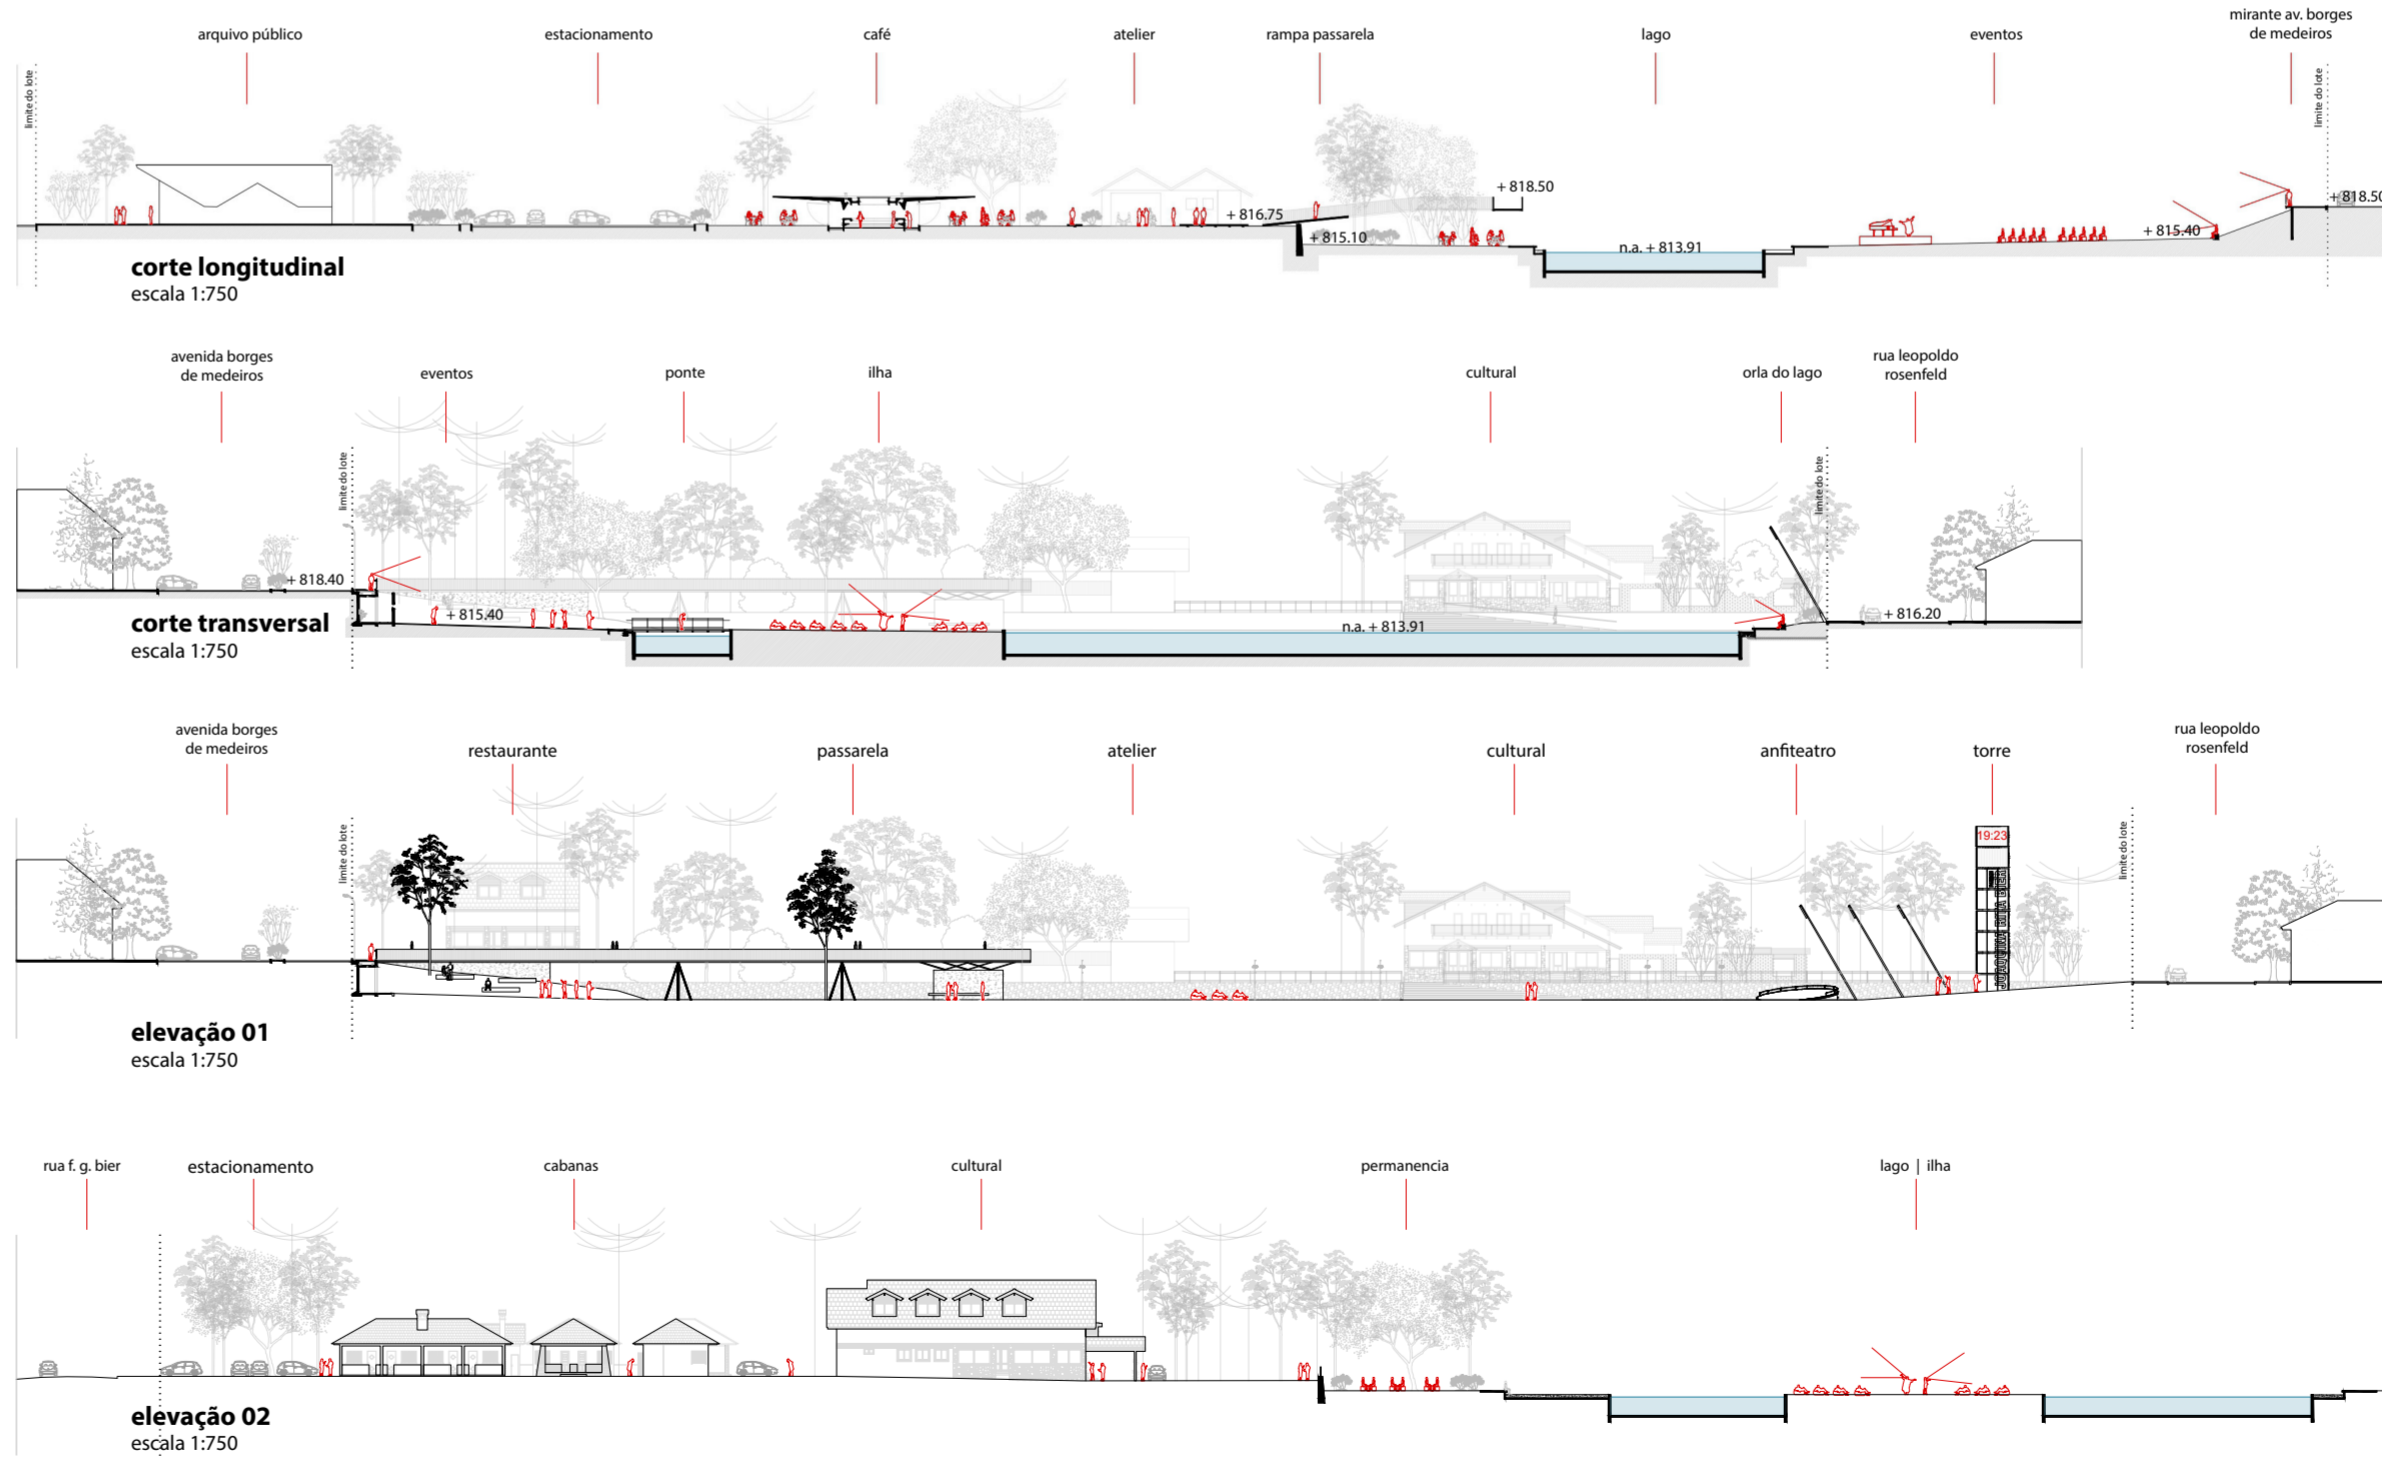 mirante av. borges
arquivo público estacionamento café atelier rampa passarela lago eventos de medeiros
limite do lote
limite do lote
+ 818.50
+ 818.50
+ 816.75
+ 815.10
+ 815.40
n.a. + 813.91
corte longitudinal
escala 1:750
avenida borges
de medeiros
eventos
ponte
ilha
cultural
orla do lago
rua leopoldo
rosenfeld
limite do lote
limite do lote
+ 818.40
+ 815.40
n.a. + 813.91
+ 816.20
corte transversal
escala 1:750
avenida borges
de medeiros
restaurante
passarela
atelier
cultural
anfiteatro
torre
rua leopoldo
rosenfeld
limite do lote
limite do lote
19:23
JOAQUINA RITA BIER
elevação 01
escala 1:750
rua f. g. bier
estacionamento
cabanas
cultural
permanencia
lago | ilha
elevação 02
escala 1:750